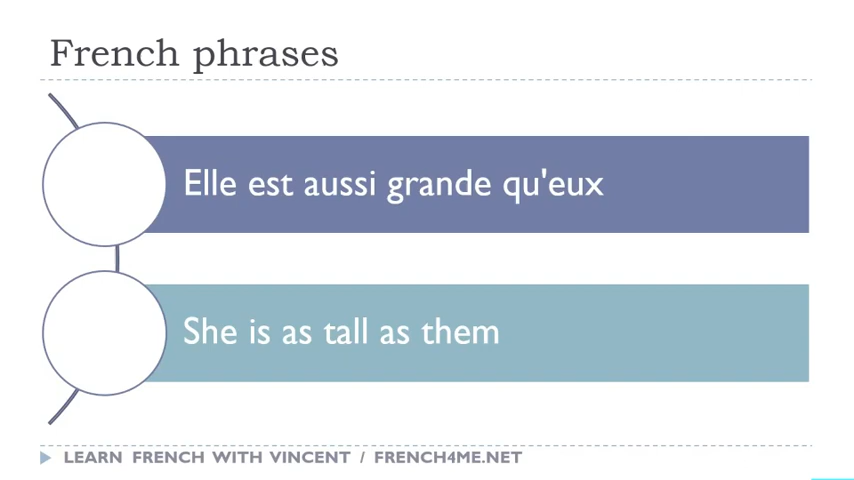 French phrases
Elle est aussi grande qu'eux
She is as tall as them
LEARN FRENCH WITH VINCENT / FRENCH4ME.NET